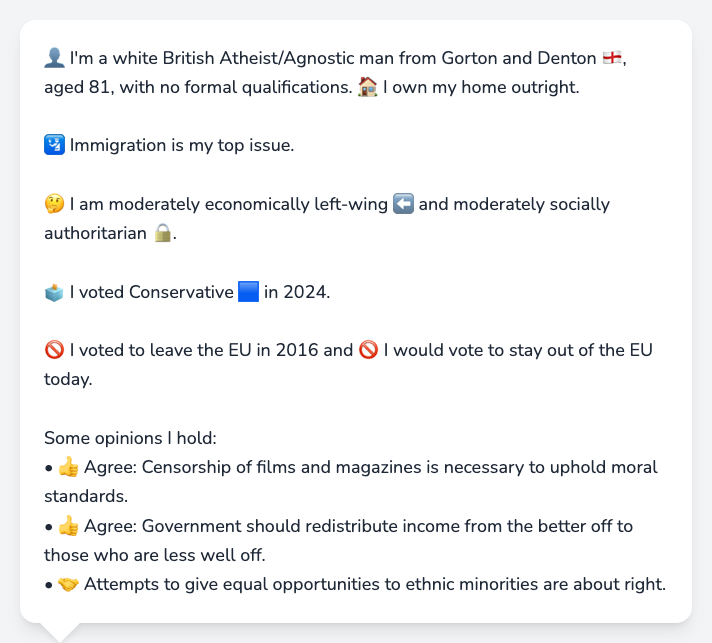 👤 I'm a white British Atheist/Agnostic man from Gorton and Denton 🏴󠁧󠁢󠁥󠁮󠁧󠁿,
aged 81, with no formal qualifications. 🏠 I own my home outright.
🛂 Immigration is my top issue.
🤔 I am moderately economically left-wing ⬅️ and moderately socially
authoritarian 🔒.
🗳️ I voted Conservative 🟦 in 2024.
🚫 I voted to leave the EU in 2016 and 🚫 I would vote to stay out of the EU
today.
Some opinions I hold:
• 👍 Agree: Censorship of films and magazines is necessary to uphold moral
standards.
• 👍 Agree: Government should redistribute income from the better off to
those who are less well off.
• 🤝 Attempts to give equal opportunities to ethnic minorities are about right.